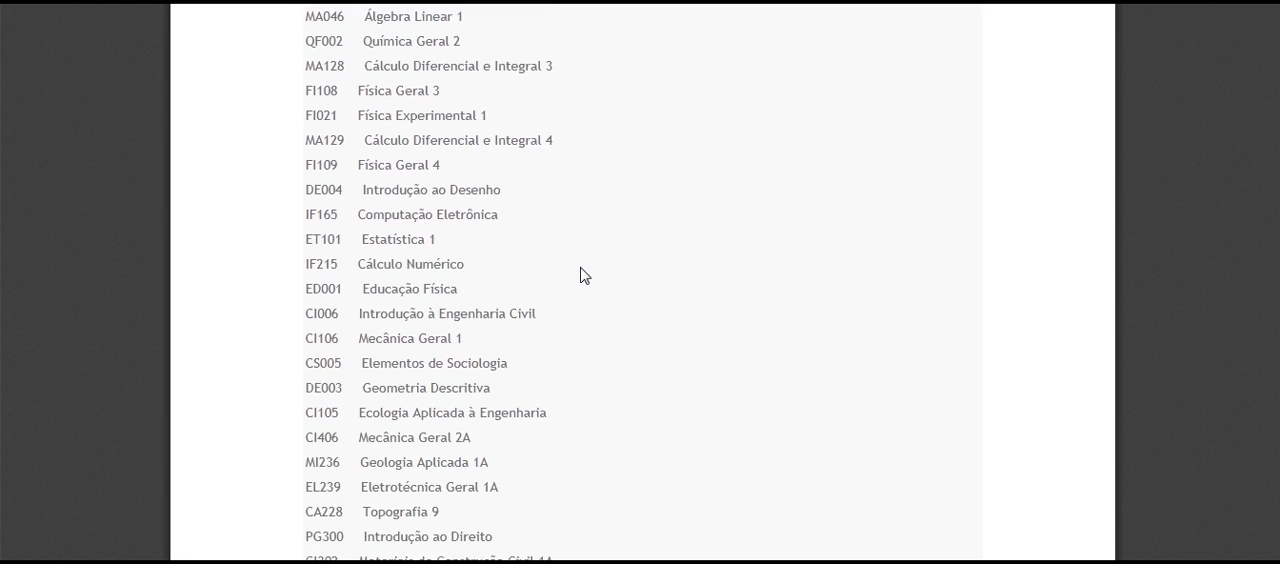 MA046 Álgebra Linear 1
QF002 Química Geral 2
MA128 Cálculo Diferencial e Integral 3
FI108 Física Geral 3
FI021 Física Experimental 1
MA129 Cálculo Diferencial e Integral 4
FI109 Física Geral 4
DE004 Introdução ao Desenho
IF165 Computação Eletrônica
ET101 Estatística 1
IF215 Cálculo Numérico
ED001 Educação Física
CI006 Introdução à Engenharia Civil
CI106 Mecânica Geral 1
CS005 Elementos de Sociologia
DE003 Geometria Descritiva
CI105 Ecologia Aplicada à Engenharia
CI406 Mecânica Geral 2A
MI236 Geologia Aplicada 1A
EL239 Eletrotécnica Geral 1A
CA228 Topografia 9
PG300 Introdução ao Direito